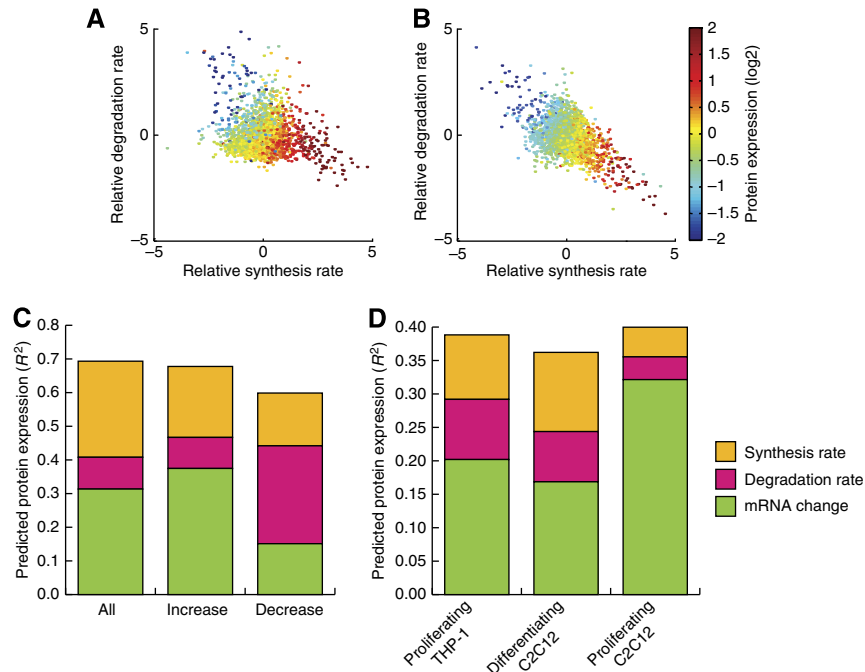 A
5
0
−5
−5
0
5
Relative degradation rate
Relative synthesis rate
B
5
0
−5
−5
0
5
Relative degradation rate
Relative synthesis rate
2
1.5
1
0.5
0
−0.5
−1
−1.5
−2
Protein expression (log2)
C
0.8
0.7
0.6
0.5
0.4
0.3
0.2
0.1
0.0
Predicted protein expression (R²)
All
Increase
Decrease
D
0.40
0.35
0.30
0.25
0.20
0.15
0.10
0.05
0.00
Predicted protein expression (R²)
Proliferating
THP-1
Differentiating
C2C12
Proliferating
C2C12
Synthesis rate
Degradation rate
mRNA change